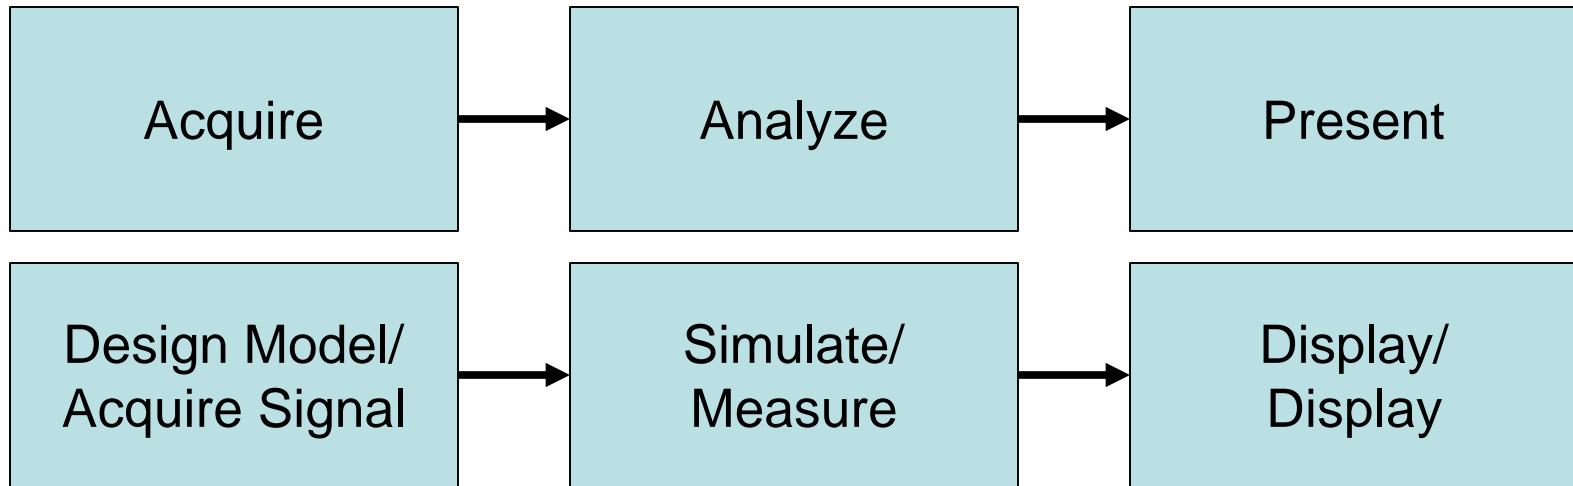 Acquire
Analyze
Present
Design Model/
Acquire Signal
Simulate/
Measure
Display/
Display